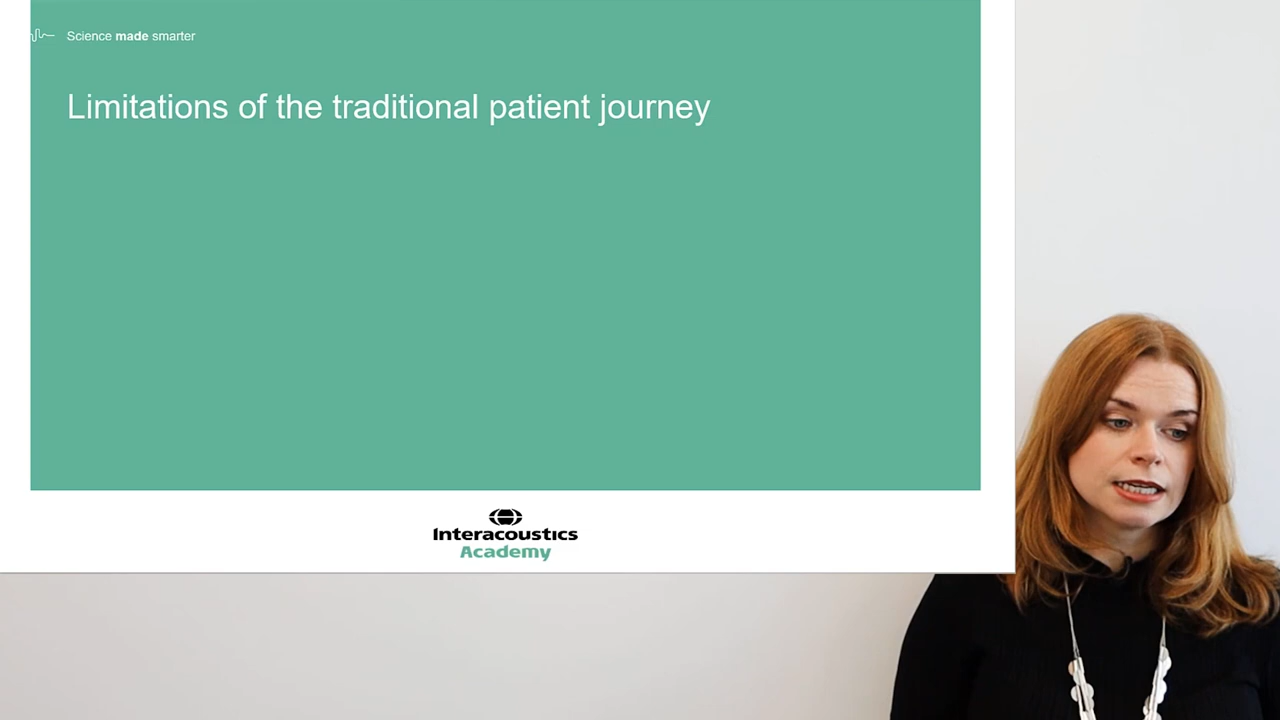 Science made smarter
Limitations of the traditional patient journey
Interacoustics
Academy